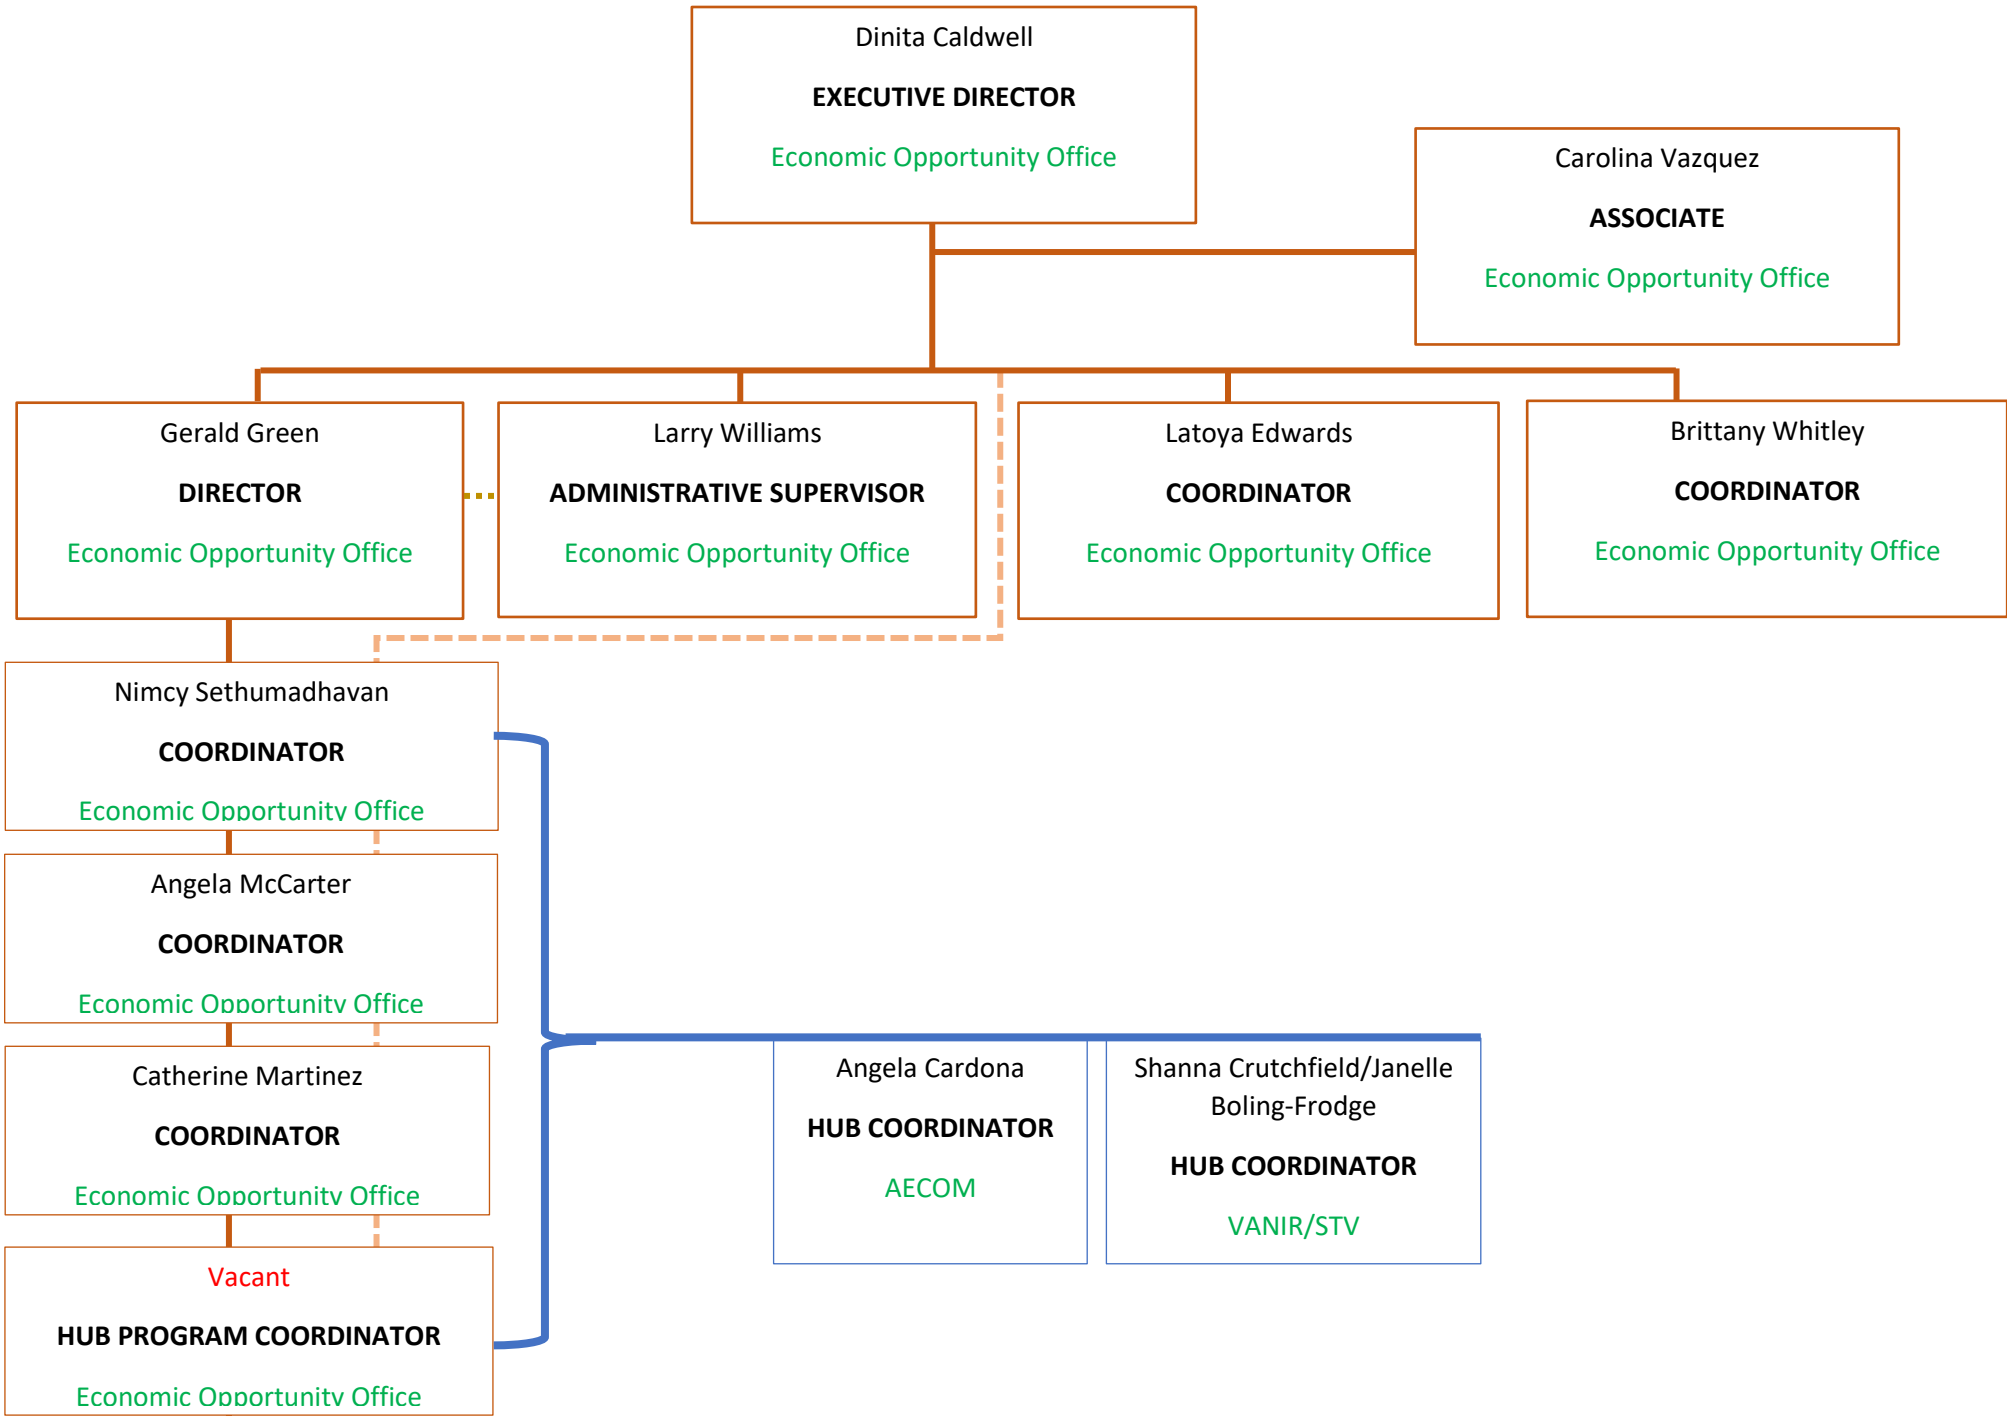 Dinita Caldwell
EXECUTIVE DIRECTOR
Economic Opportunity Office
Carolina Vazquez
ASSOCIATE
Economic Opportunity Office
Gerald Green
DIRECTOR
Economic Opportunity Office
Larry Williams
ADMINISTRATIVE SUPERVISOR
Economic Opportunity Office
Latoya Edwards
COORDINATOR
Economic Opportunity Office
Brittany Whitley
COORDINATOR
Economic Opportunity Office
Nimcy Sethumadhavan
COORDINATOR
Economic Opportunity Office
Angela McCarter
COORDINATOR
Economic Opportunity Office
Catherine Martinez
COORDINATOR
Economic Opportunity Office
Vacant
HUB PROGRAM COORDINATOR
Economic Opportunity Office
Angela Cardona
HUB COORDINATOR
AECOM
Shanna Crutchfield/Janelle
Boling-Frodge
HUB COORDINATOR
VANIR/STV